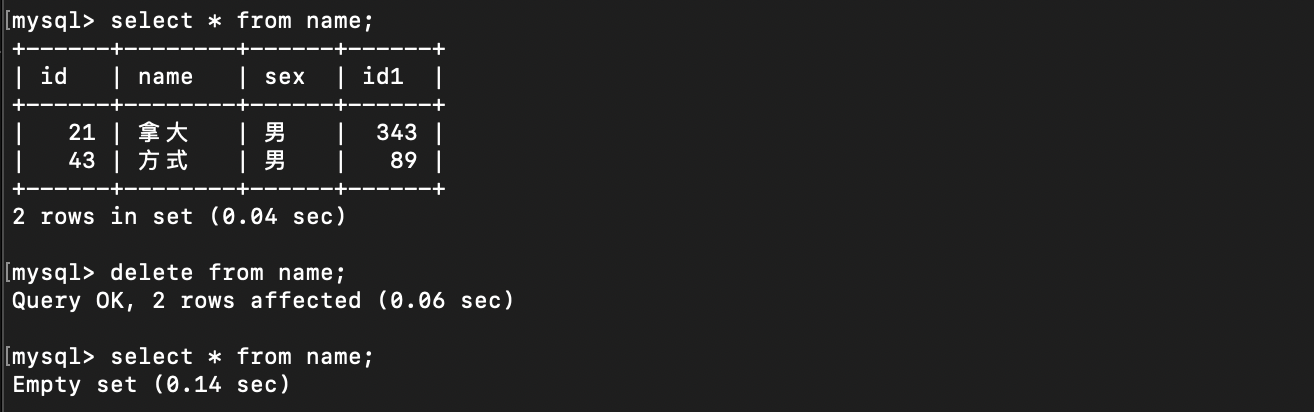 [mysql> select * from name;
+------+--------+------+------+
| id   | name   | sex  | id1  |
+------+--------+------+------+
|   21 | 拿大   | 男   |  343 |
|   43 | 方式   | 男   |   89 |
+------+--------+------+------+
2 rows in set (0.04 sec)
[mysql> delete from name;
Query OK, 2 rows affected (0.06 sec)
[mysql> select * from name;
Empty set (0.14 sec)